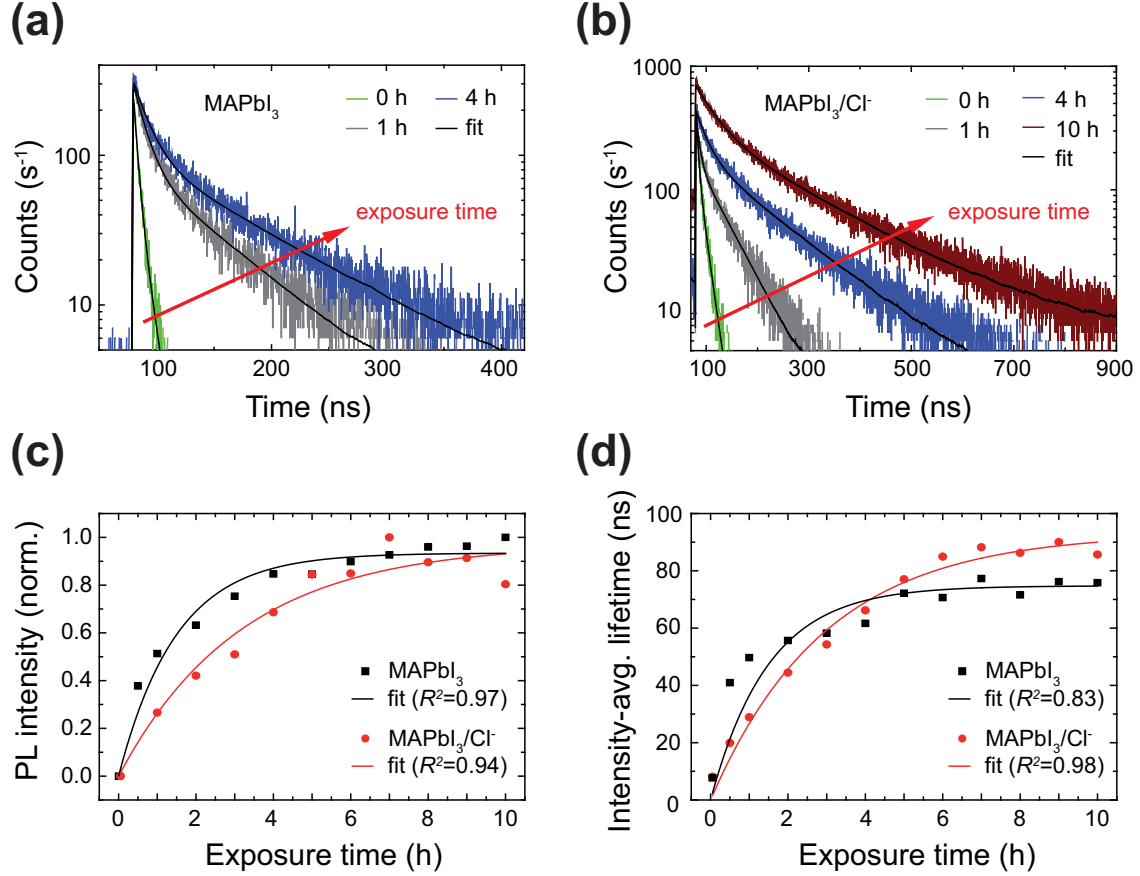 (a)
MAPbI₃
0 h
4 h
1 h
fit
exposure time
100
10
Counts (s⁻¹)
100
200
300
400
Time (ns)
(b)
MAPbI₃/Cl⁻
0 h
4 h
1 h
10 h
fit
exposure time
1000
100
10
Counts (s⁻¹)
100
300
500
700
900
Time (ns)
(c)
1.0
0.8
0.6
0.4
0.2
0.0
PL intensity (norm.)
MAPbI₃
fit (R²=0.97)
MAPbI₃/Cl⁻
fit (R²=0.94)
0
2
4
6
8
10
Exposure time (h)
(d)
100
80
60
40
20
0
Intensity-avg. lifetime (ns)
MAPbI₃
fit (R²=0.83)
MAPbI₃/Cl⁻
fit (R²=0.98)
0
2
4
6
8
10
Exposure time (h)